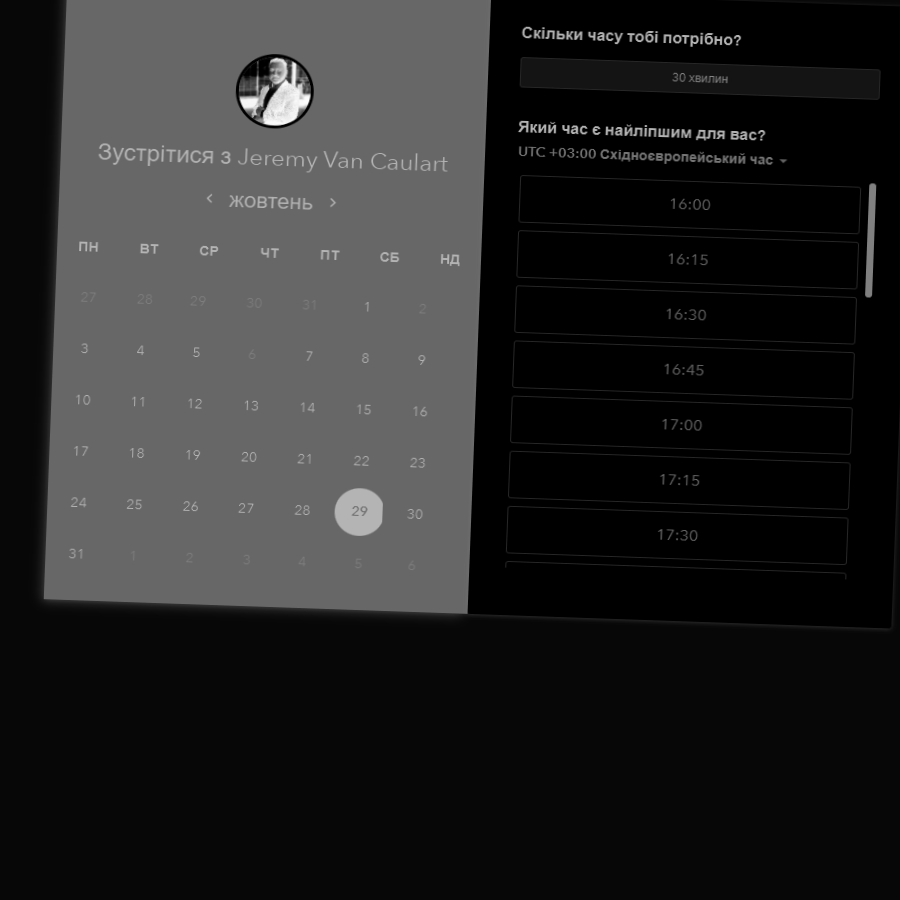 Зустрітися з Jeremy Van Caulart
< жовтень >
ПН ВТ СР ЧТ ПТ СБ НД
27 28 29 30 31 1 2
3 4 5 6 7 8 9
10 11 12 13 14 15 16
17 18 19 20 21 22 23
24 25 26 27 28 29 30
31 1 2 3 4 5 6
Скільки часу тобі потрібно?
30 хвилин
Який час є найліпшим для вас?
UTC +03:00 Східноєвропейський час
16:00
16:15
16:30
16:45
17:00
17:15
17:30